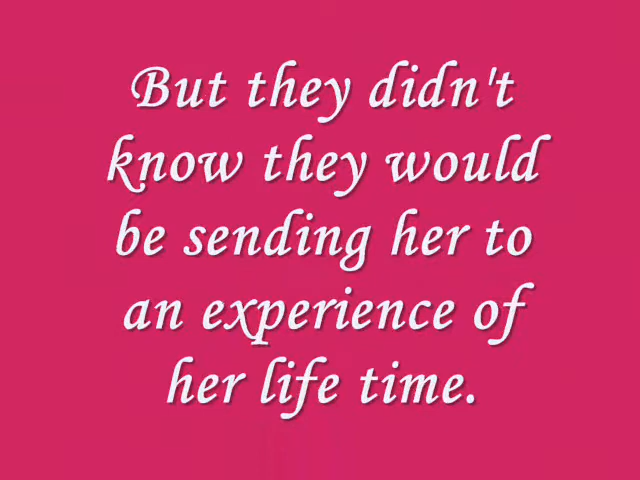 But they didn't
know they would
be sending her to
an experience of
her life time.